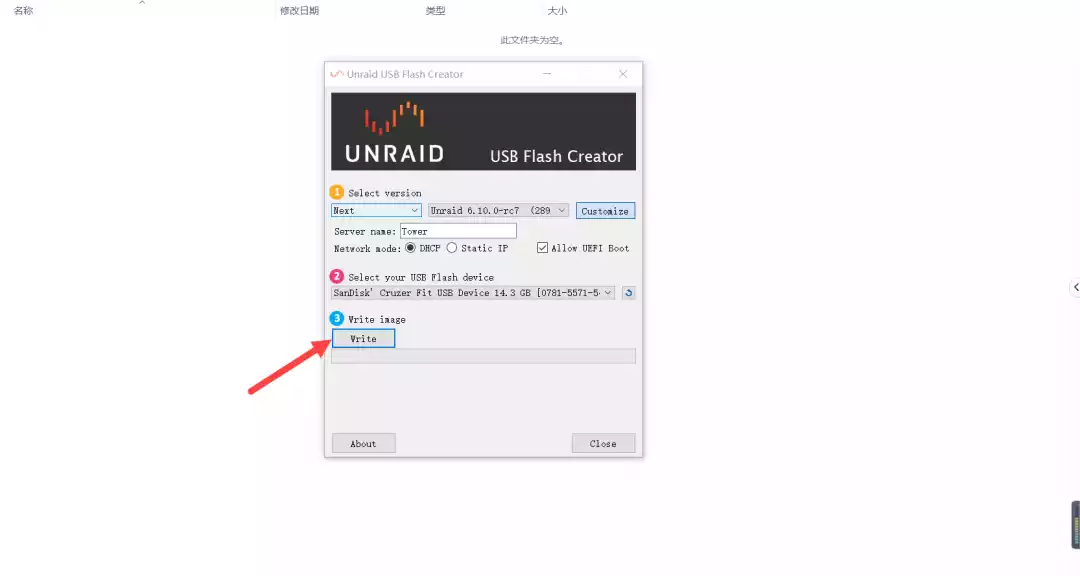 名称 修改日期 类型 大小
此文件夹为空。
Unraid USB Flash Creator
UNRAID USB Flash Creator
1 Select version
Next Unraid 6.10.0-rc7 (289 Customize
Server name: Tower
Network mode: DHCP Static IP Allow UEFI Boot
2 Select your USB Flash device
SanDisk' Cruzer Fit USB Device 14.3 GB [0781-5571-5
3 Write image
Write
About Close